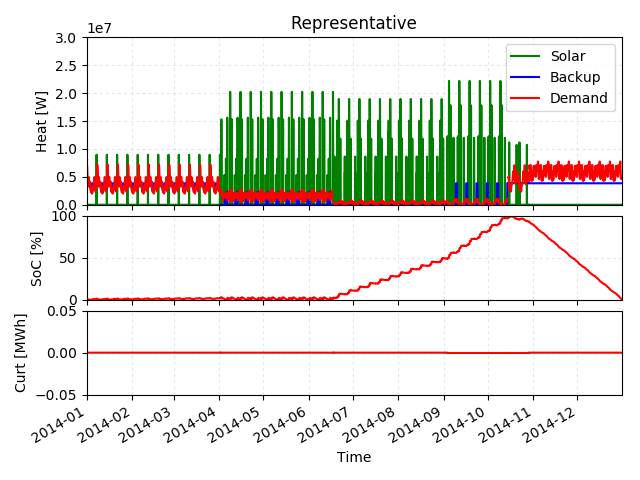 Representative
1e7
3.0
2.5
2.0
1.5
1.0
0.5
0.0
Heat [W]
Solar
Backup
Demand
100
50
0
SoC [%]
0.05
0.00
−0.05
Curt [MWh]
2014-01
2014-02
2014-03
2014-04
2014-05
2014-06
2014-07
2014-08
2014-09
2014-10
2014-11
2014-12
Time